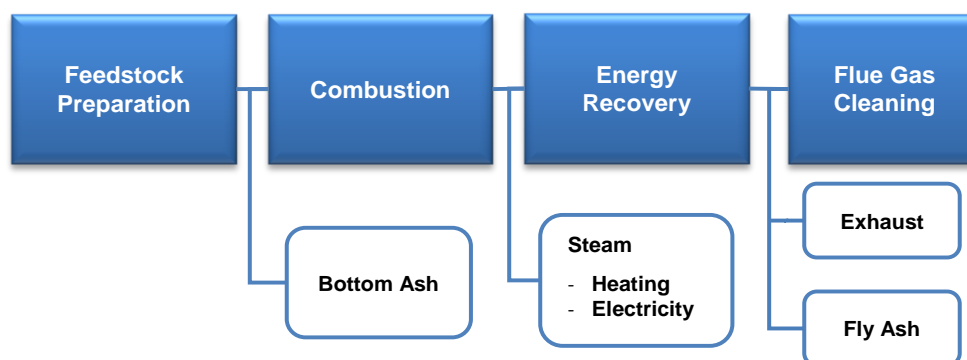 Feedstock
Preparation
Combustion
Energy
Recovery
Flue Gas
Cleaning
Bottom Ash
Steam
- Heating
- Electricity
Exhaust
Fly Ash